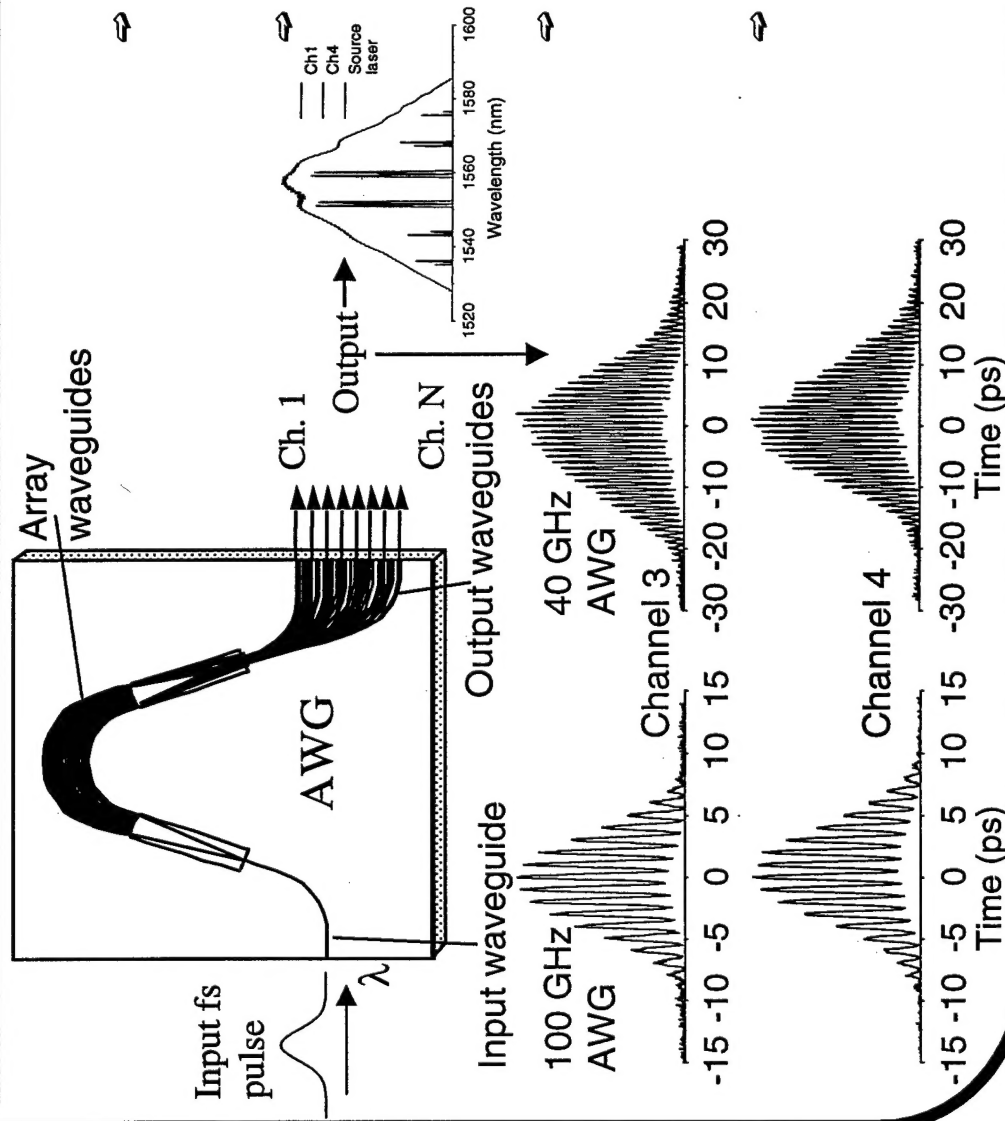 Input fs
pulse
λ
Array
waveguides
AWG
Ch. 1
Ch. N
Output
Ch1
Ch4
Source
laser
1520 1540 1560 1580 1600
Wavelength (nm)
Input waveguide
Output waveguides
100 GHz
AWG
40 GHz
AWG
Channel 3
-15 -10 -5 0 5 10 15
-30 -20 -10 0 10 20 30
Channel 4
-15 -10 -5 0 5 10 15
-30 -20 -10 0 10 20 30
Time (ps)
Time (ps)